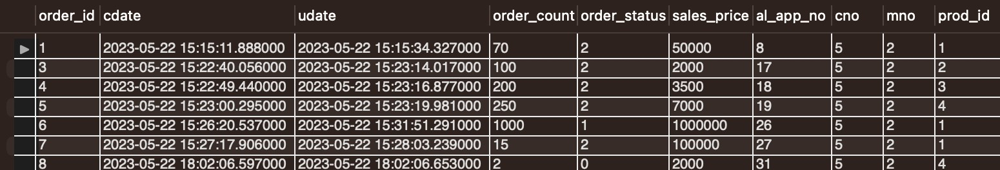 order_id cdate udate order_count order_status sales_price al_app_no cno mno prod_id
1 2023-05-22 15:15:11.888000 2023-05-22 15:15:34.327000 70 2 50000 8 5 2 1
3 2023-05-22 15:22:40.056000 2023-05-22 15:23:14.017000 100 2 2000 17 5 2 2
4 2023-05-22 15:22:49.440000 2023-05-22 15:23:16.877000 200 2 3500 18 5 2 3
5 2023-05-22 15:23:00.295000 2023-05-22 15:23:19.981000 250 2 7000 19 5 2 4
6 2023-05-22 15:26:20.537000 2023-05-22 15:31:51.291000 1000 1 1000000 26 5 2 1
7 2023-05-22 15:27:17.906000 2023-05-22 15:28:03.239000 15 2 100000 27 5 2 1
8 2023-05-22 18:02:06.597000 2023-05-22 18:02:06.653000 2 0 2000 31 5 2 4